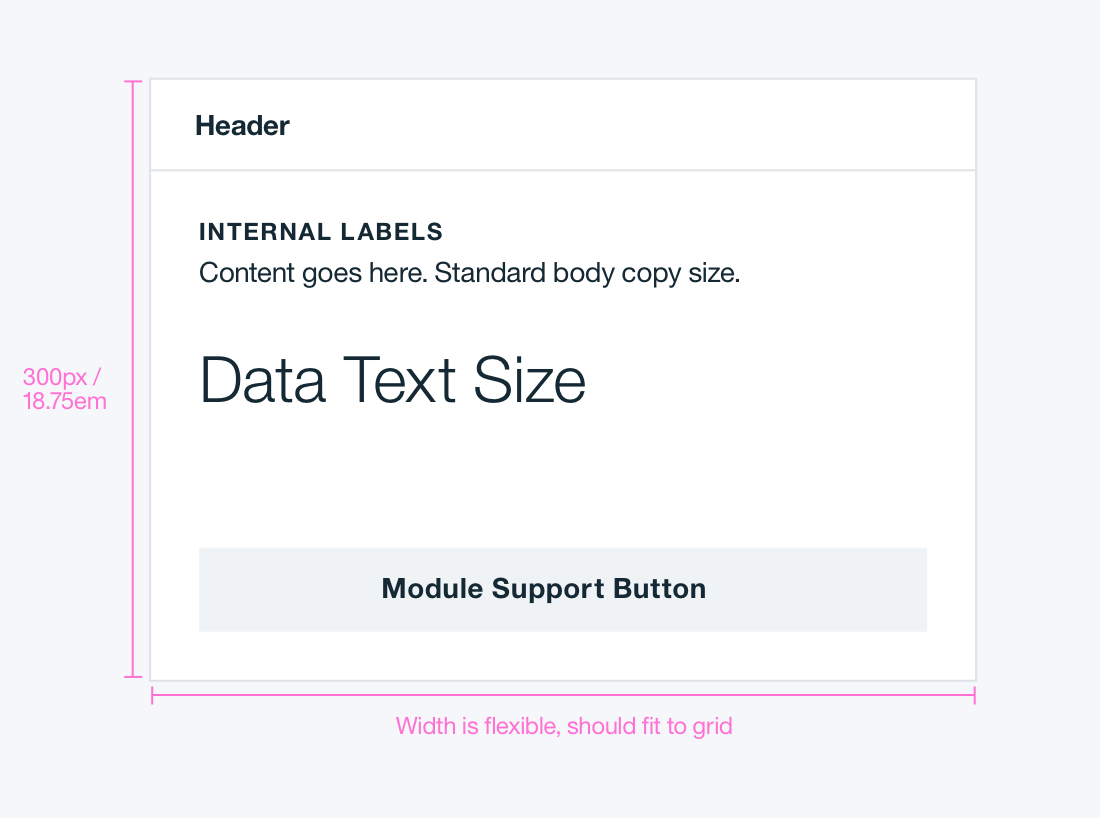 Header
INTERNAL LABELS
Content goes here. Standard body copy size.
300px /
18.75em
Data Text Size
Module Support Button
Width is flexible, should fit to grid